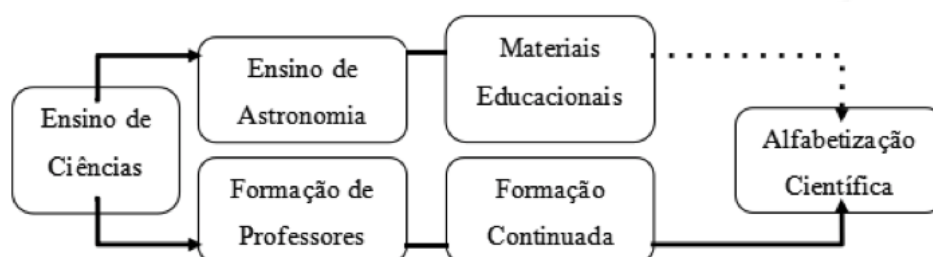 Ensino de
Ciências
Ensino de
Astronomia
Materiais
Educacionais
Formação de
Professores
Formação
Continuada
Alfabetização
Científica